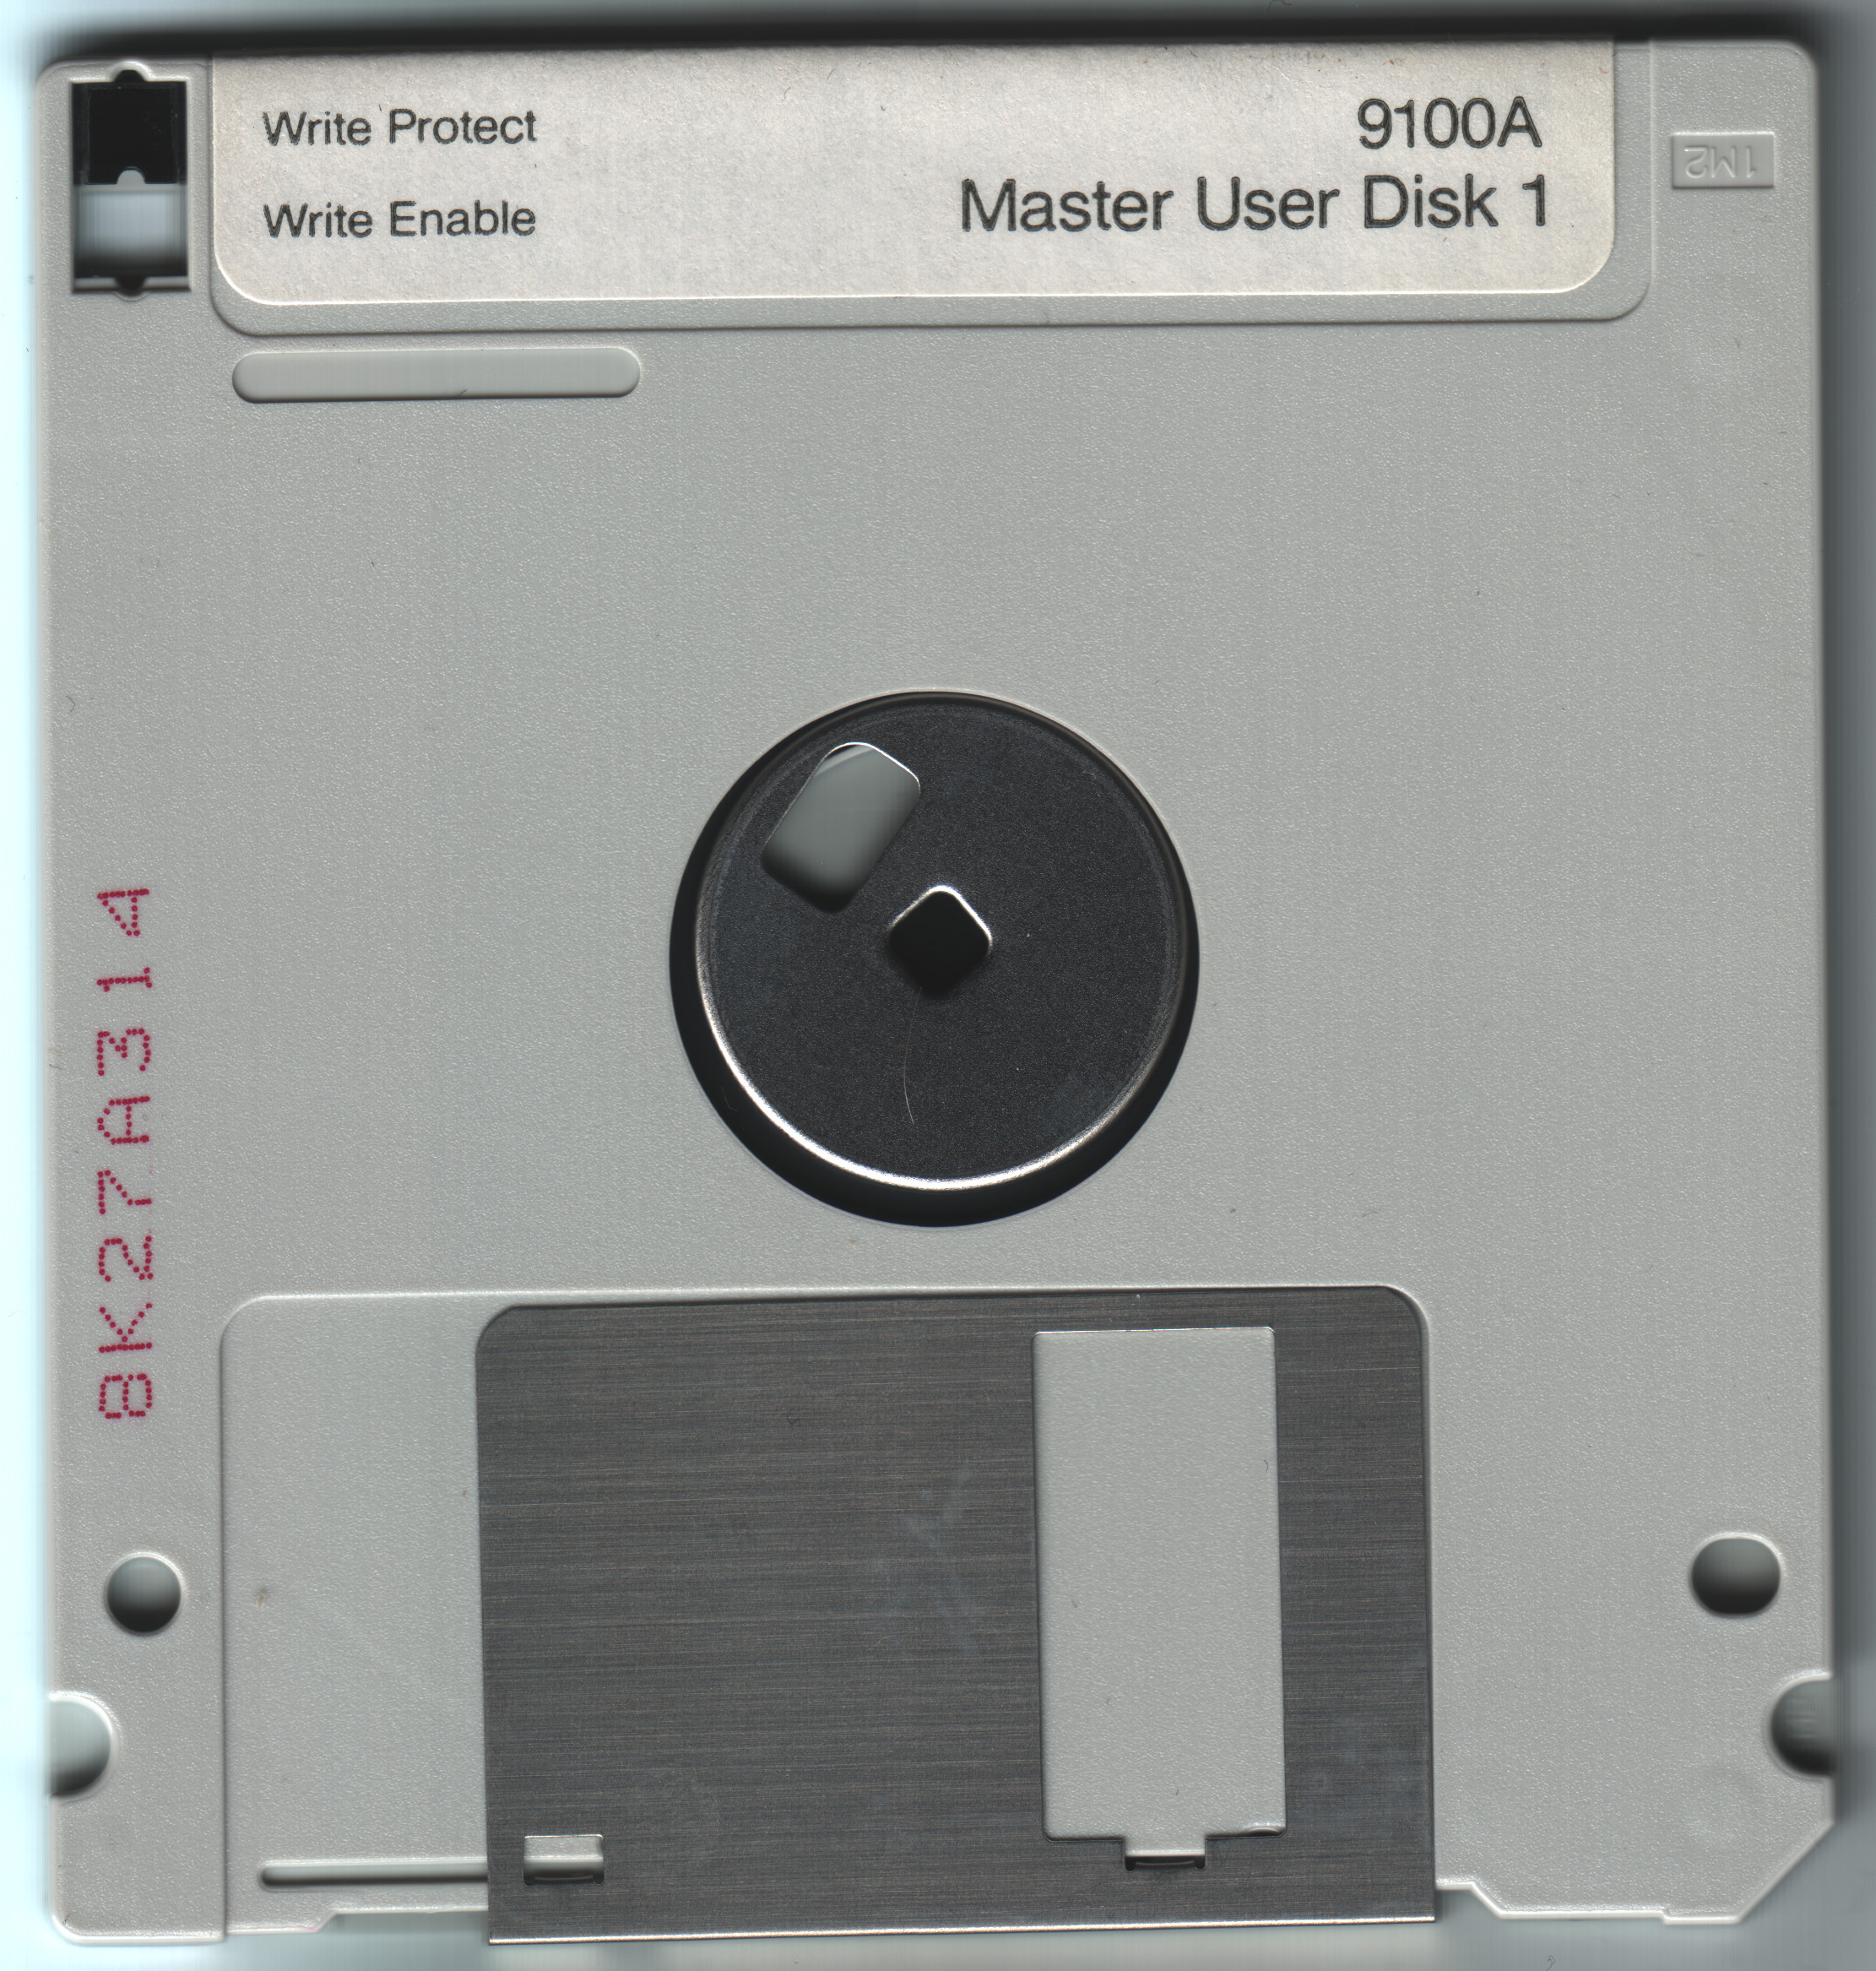 Write Protect
9100A
Write Enable
Master User Disk 1
1M2
8K27A314